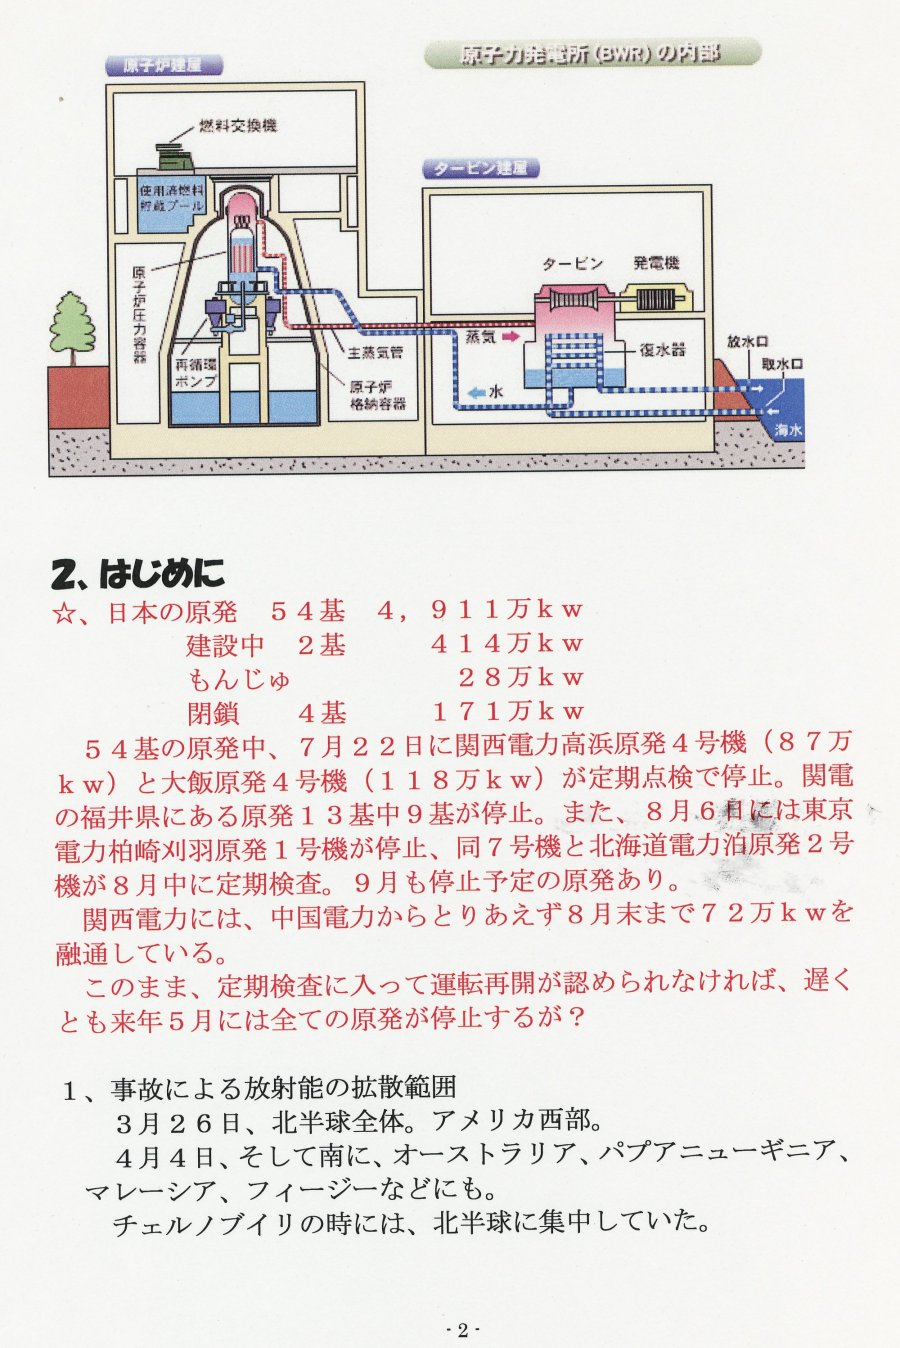 原子炉建屋
原子力発電所(BWR)の内部
燃料交換機
タービン建屋
使用済燃料
貯蔵プール
原子炉圧力容器
タービン
発電機
再循環
ポンプ
主蒸気管
原子炉
格納容器
蒸気
水
復水器
放水口
取水口
海水
2、はじめに
☆、日本の原発　54基　4,911万kw
建設中　2基　414万kw
もんじゅ　28万kw
閉鎖　4基　171万kw
54基の原発中、7月22日に関西電力高浜原発4号機（87万
kw）と大飯原発4号機（118万kw）が定期点検で停止。関電
の福井県にある原発13基中9基が停止。また、8月6日には東京
電力柏崎刈羽原発1号機が停止、同7号機と北海道電力泊原発2号
機が8月中に定期検査。9月も停止予定の原発あり。
関西電力には、中国電力からとりあえず8月末まで72万kwを
融通している。
このまま、定期検査に入って運転再開が認められなければ、遅く
とも来年5月には全ての原発が停止するが？
1、事故による放射能の拡散範囲
3月26日、北半球全体。アメリカ西部。
4月4日、そして南に、オーストラリア、パプアニューギニア、
マレーシア、フィージーなどにも。
チェルノブイリの時には、北半球に集中していた。
- 2 -